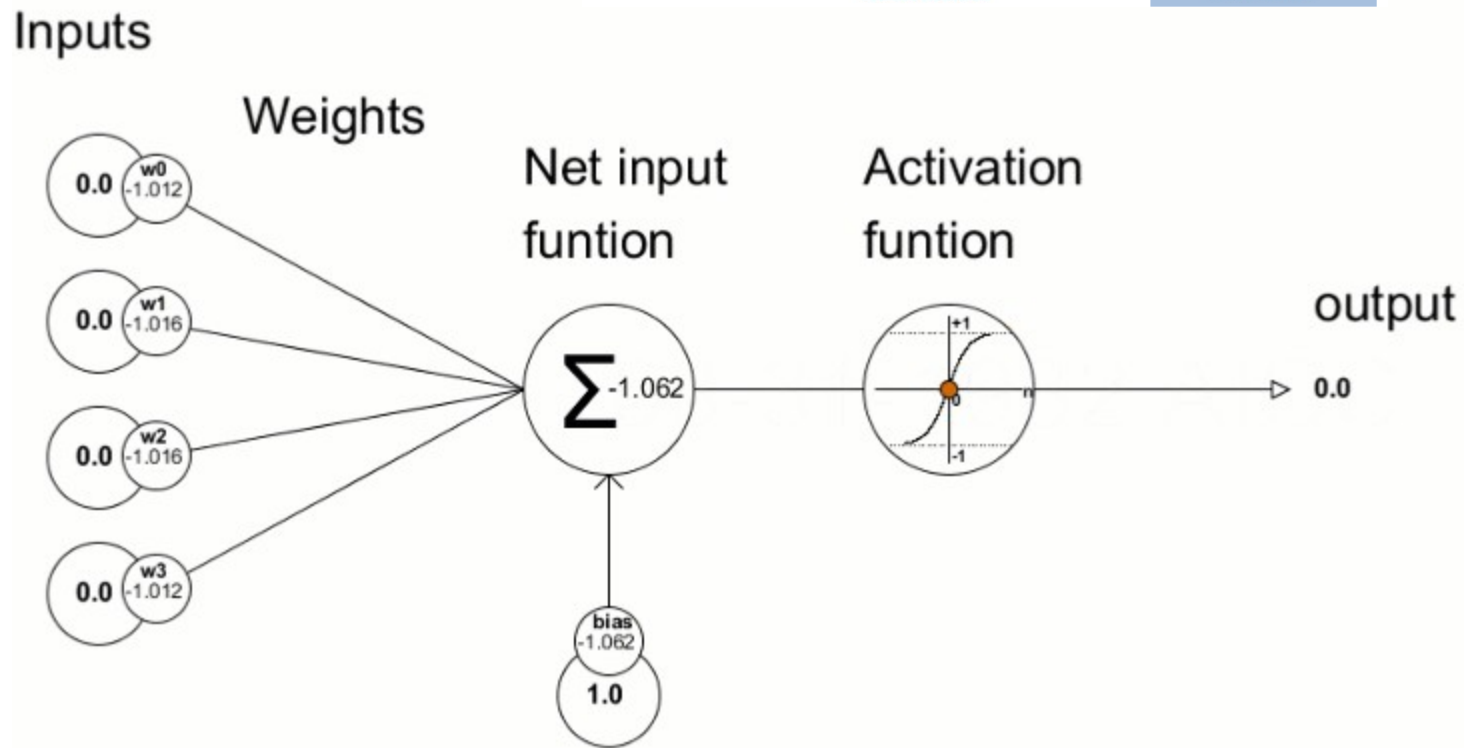 Inputs
Weights
Net input
funtion
Activation
funtion
output
0.0
w0
-1.012
0.0
w1
-1.016
0.0
w2
-1.016
0.0
w3
-1.012
∑
-1.062
+1
0
n
-1
0.0
bias
-1.062
1.0